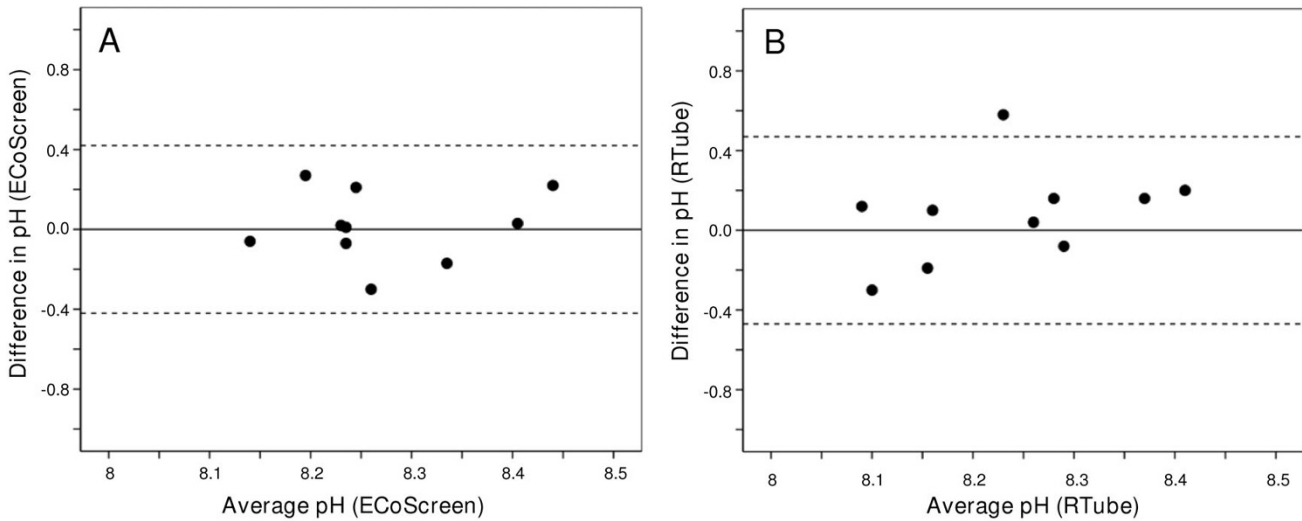 A
Difference in pH (ECoScreen)
0.8
0.4
0.0
-0.4
-0.8
8 8.1 8.2 8.3 8.4 8.5
Average pH (ECoScreen)
B
Difference in pH (RTube)
0.8
0.4
0.0
-0.4
-0.8
8 8.1 8.2 8.3 8.4 8.5
Average pH (RTube)